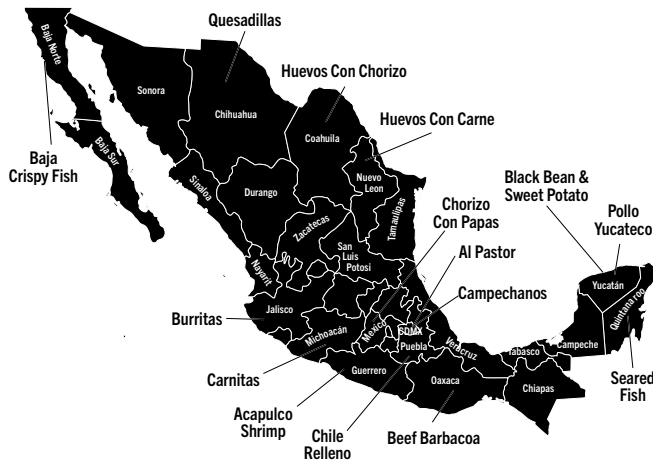 Quesadillas
Huevos Con Chorizo
Huevos Con Carne
Baja
Crispy Fish
Black Bean &
Sweet Potato
Pollo
Yucateco
Chorizo
Con Papas
Al Pastor
Campechanos
Burritas
Carnitas
Acapulco
Shrimp
Chile
Relleno
Beef Barbacoa
Seared
Fish
Baja Norte
Sonora
Chihuahua
Coahuila
Baja Sur
Sinaloa
Durango
Nuevo
Leon
Tamaulipas
Zacatecas
San
Luis
Potosi
Nayarit
Jalisco
Michoacán
Mexico
CDMX
Puebla
Veracruz
Guerrero
Oaxaca
Tabasco
Chiapas
Campeche
Yucatán
Quintana roo